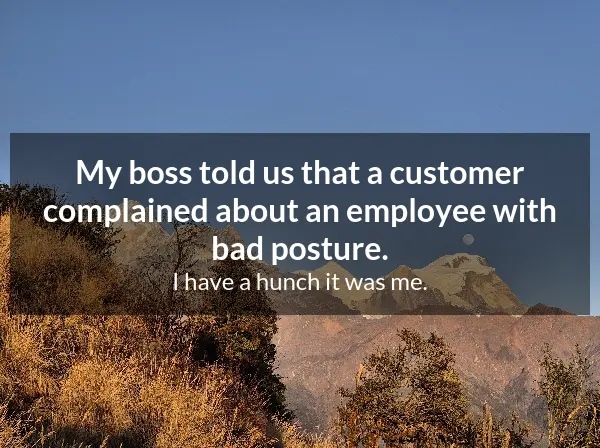 My boss told us that a customer
complained about an employee with
bad posture.
I have a hunch it was me.